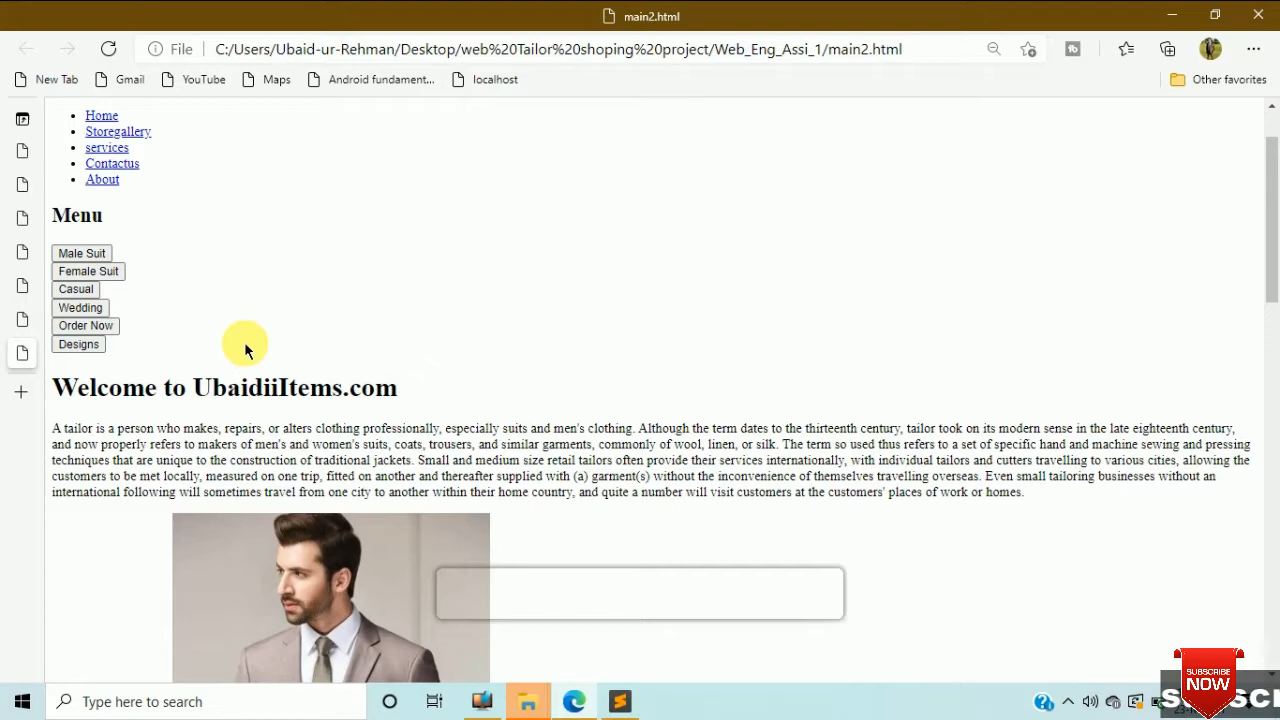 main2.html
File C:/Users/Ubaid-ur-Rehman/Desktop/web%20Tailor%20shoping%20project/Web_Eng_Assi_1/main2.html
New Tab Gmail YouTube Maps Android fundament... localhost Other favorites
Home
Storegallery
services
Contactus
About
Menu
Male Suit
Female Suit
Casual
Wedding
Order Now
Designs
Welcome to UbaidiiItems.com
A tailor is a person who makes, repairs, or alters clothing professionally, especially suits and men's clothing. Although the term dates to the thirteenth century, tailor took on its modern sense in the late eighteenth century,
and now properly refers to makers of men's and women's suits, coats, trousers, and similar garments, commonly of wool, linen, or silk. The term so used thus refers to a set of specific hand and machine sewing and pressing
techniques that are unique to the construction of traditional jackets. Small and medium size retail tailors often provide their services internationally, with individual tailors and cutters travelling to various cities, allowing the
customers to be met locally, measured on one trip, fitted on another and thereafter supplied with (a) garment(s) without the inconvenience of themselves travelling overseas. Even small tailoring businesses without an
international following will sometimes travel from one city to another within their home country, and quite a number will visit customers at the customers' places of work or homes.
SUBSCRIBE
NOW
Type here to search